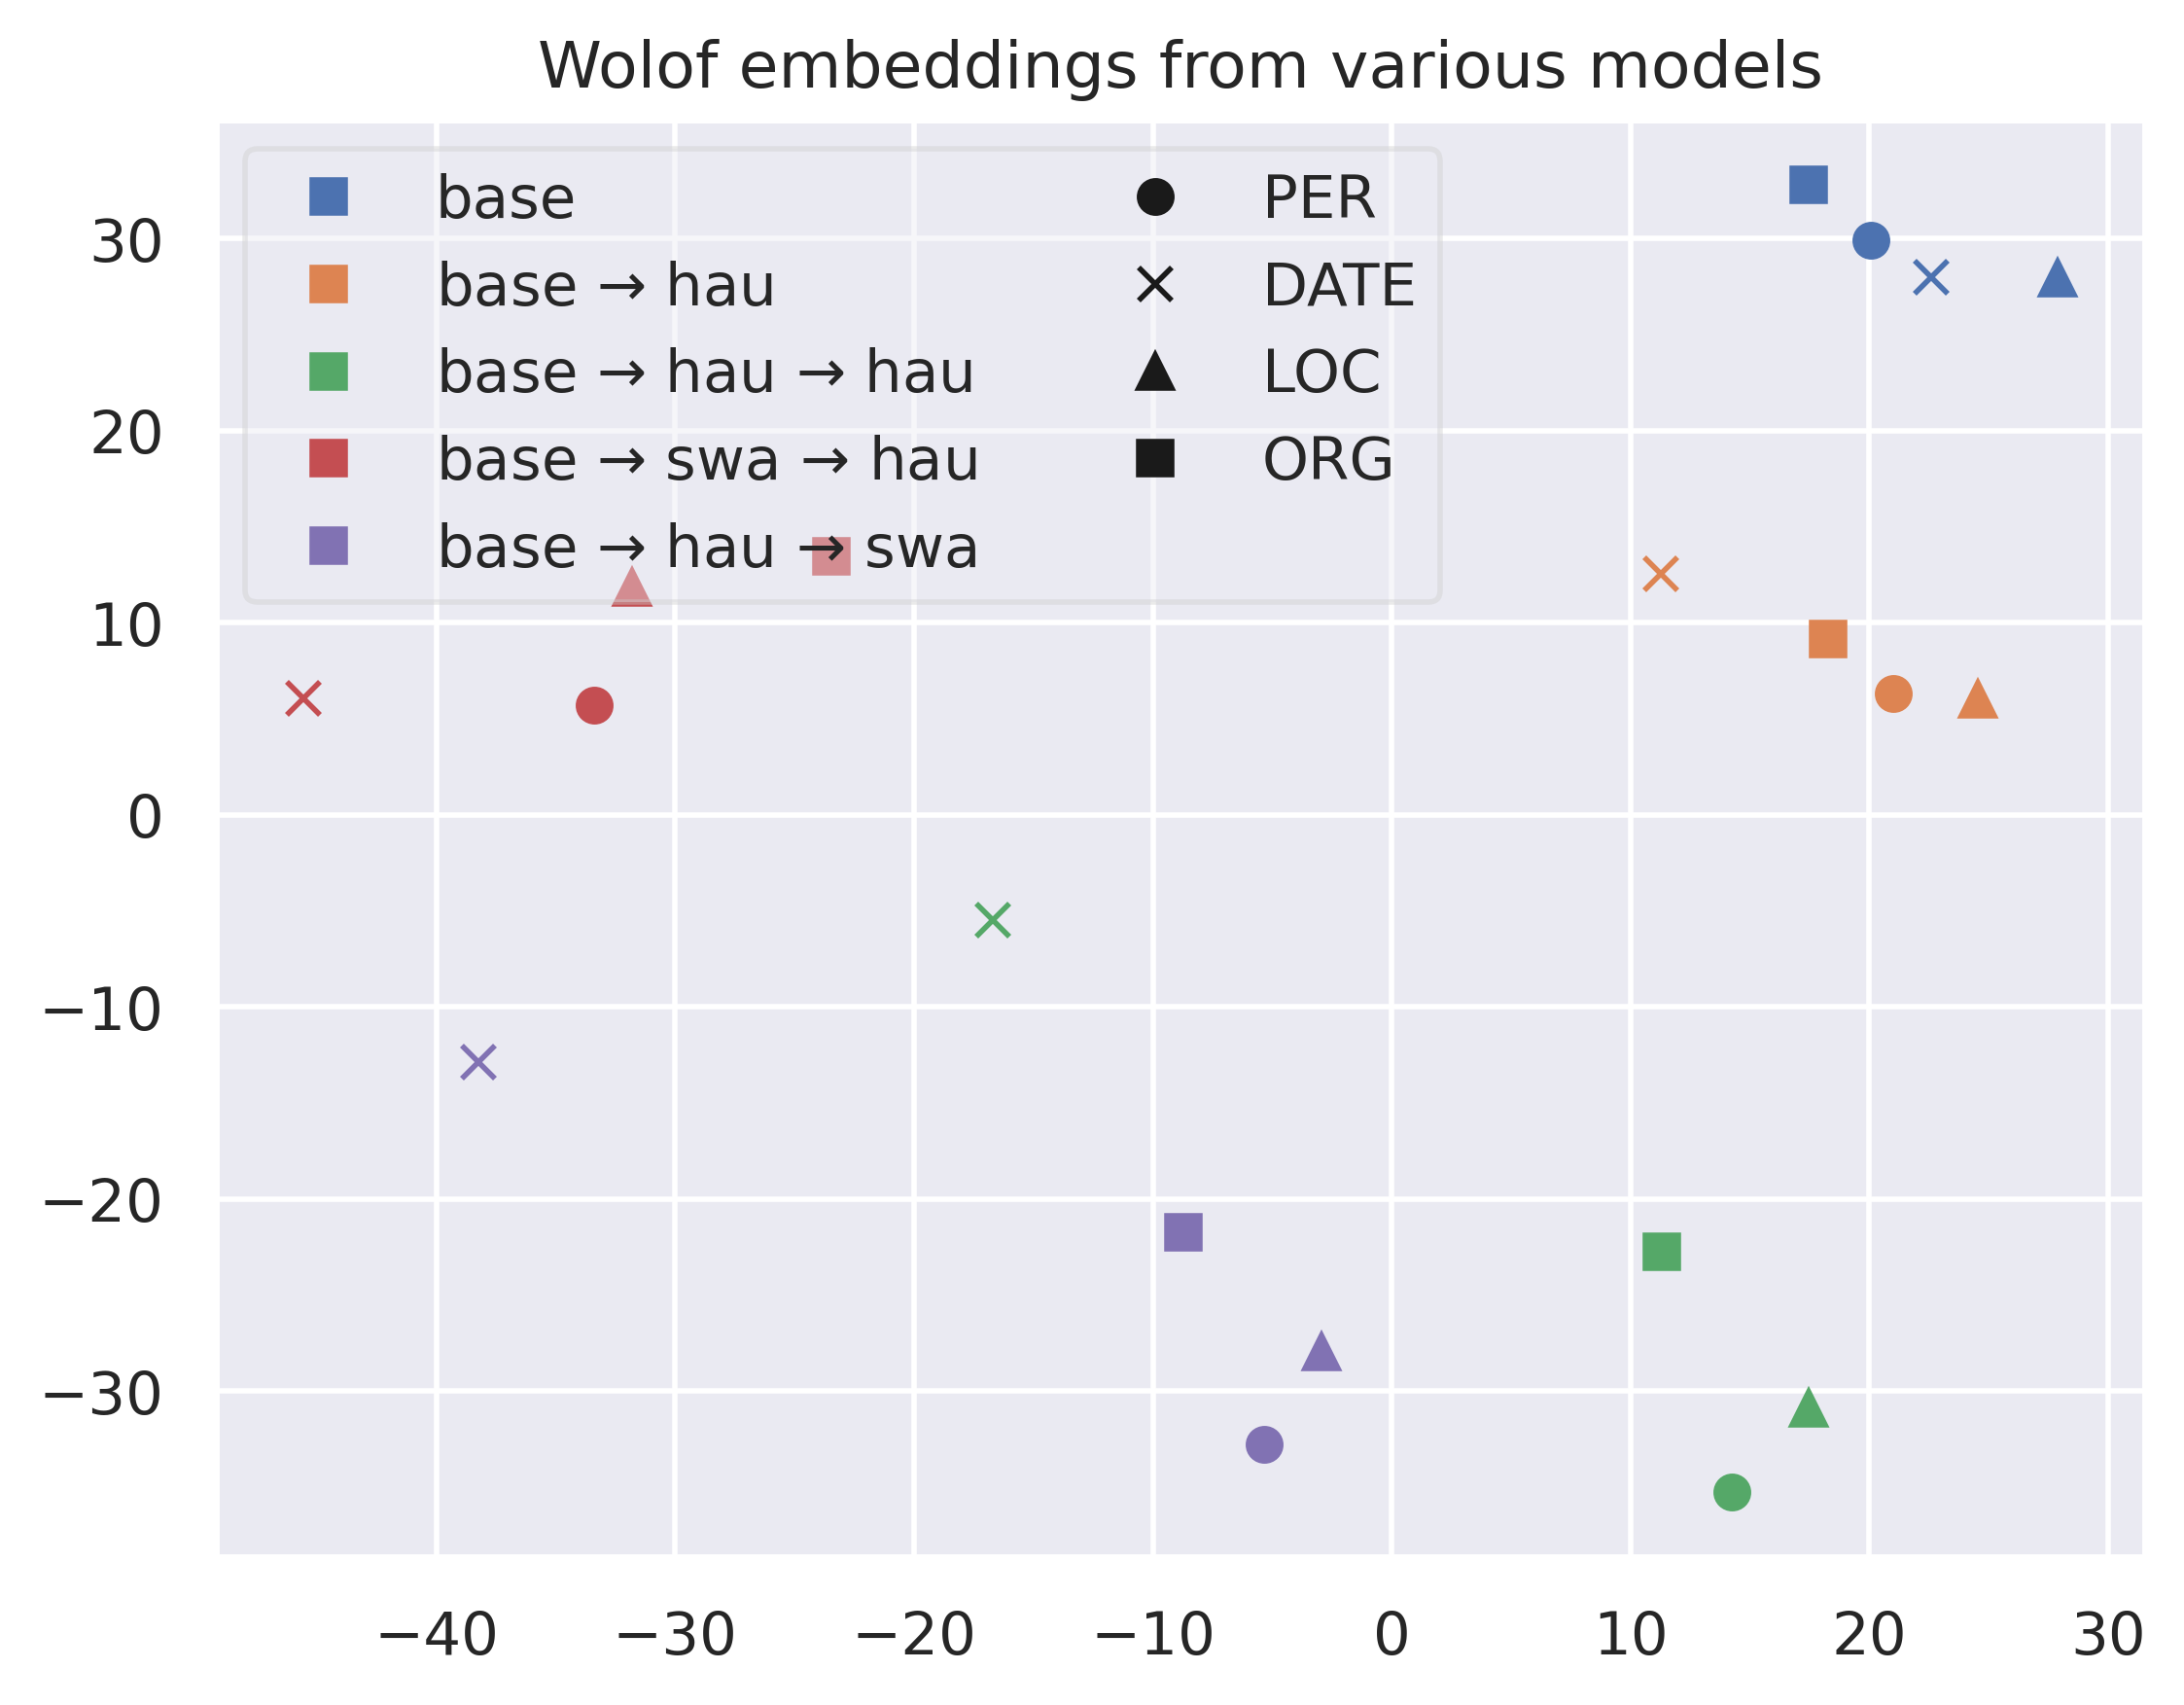 Wolof embeddings from various models
base
base → hau
base → hau → hau
base → swa → hau
base → hau → swa
PER
DATE
LOC
ORG
30
20
10
0
−10
−20
−30
−40 −30 −20 −10 0 10 20 30